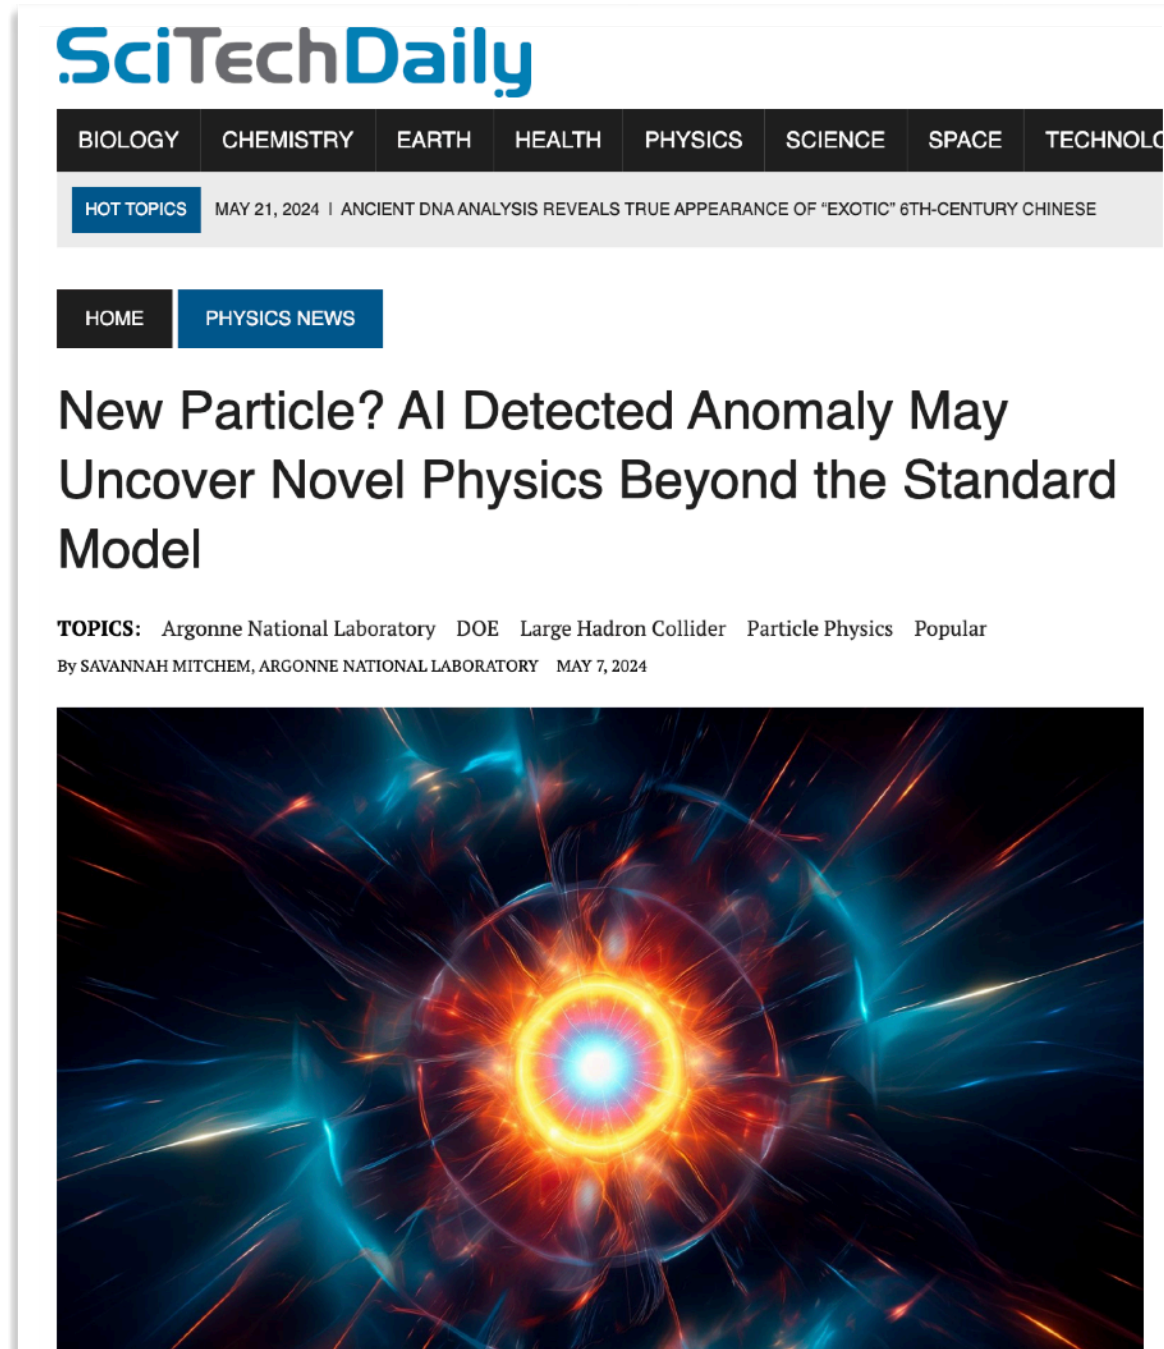 SciTechDaily
BIOLOGY CHEMISTRY EARTH HEALTH PHYSICS SCIENCE SPACE TECHNOLO
HOT TOPICS MAY 21, 2024 | ANCIENT DNA ANALYSIS REVEALS TRUE APPEARANCE OF “EXOTIC” 6TH-CENTURY CHINESE
HOME PHYSICS NEWS
New Particle? AI Detected Anomaly May
Uncover Novel Physics Beyond the Standard
Model
TOPICS: Argonne National Laboratory DOE Large Hadron Collider Particle Physics Popular
By SAVANNAH MITCHEM, ARGONNE NATIONAL LABORATORY MAY 7, 2024